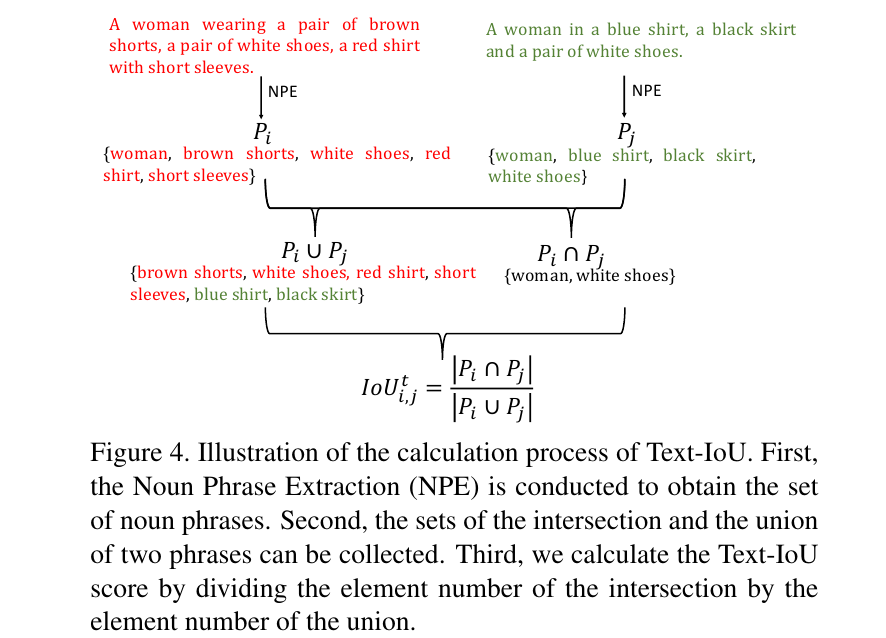 A woman wearing a pair of brown
shorts, a pair of white shoes, a red shirt
with short sleeves.
A woman in a blue shirt, a black skirt
and a pair of white shoes.
NPE
NPE
P_i
P_j
{woman, brown shorts, white shoes, red
shirt, short sleeves}
{woman, blue shirt, black skirt,
white shoes}
P_i ∪ P_j
P_i ∩ P_j
{brown shorts, white shoes, red shirt, short
sleeves, blue shirt, black skirt}
{woman, white shoes}
IoU^t_{i,j} = |P_i ∩ P_j| / |P_i ∪ P_j|
Figure 4. Illustration of the calculation process of Text-IoU. First,
the Noun Phrase Extraction (NPE) is conducted to obtain the set
of noun phrases. Second, the sets of the intersection and the union
of two phrases can be collected. Third, we calculate the Text-IoU
score by dividing the element number of the intersection by the
element number of the union.